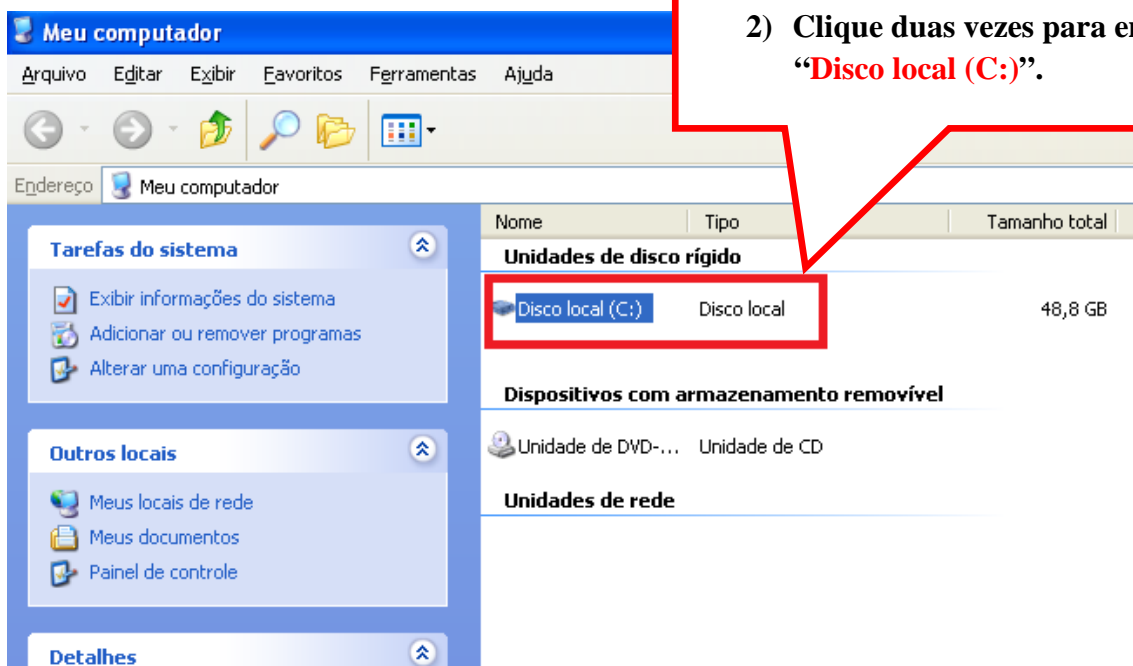 2) Clique duas vezes para
“Disco local (C:)”.
Meu computador
Arquivo Editar Exibir Favoritos Ferramentas Ajuda
Endereço Meu computador
Tarefas do sistema
Exibir informações do sistema
Adicionar ou remover programas
Alterar uma configuração
Outros locais
Meus locais de rede
Meus documentos
Painel de controle
Detalhes
Nome Tipo Tamanho total
Unidades de disco rígido
Disco local (C:) Disco local 48,8 GB
Dispositivos com armazenamento removível
Unidade de DVD-... Unidade de CD
Unidades de rede